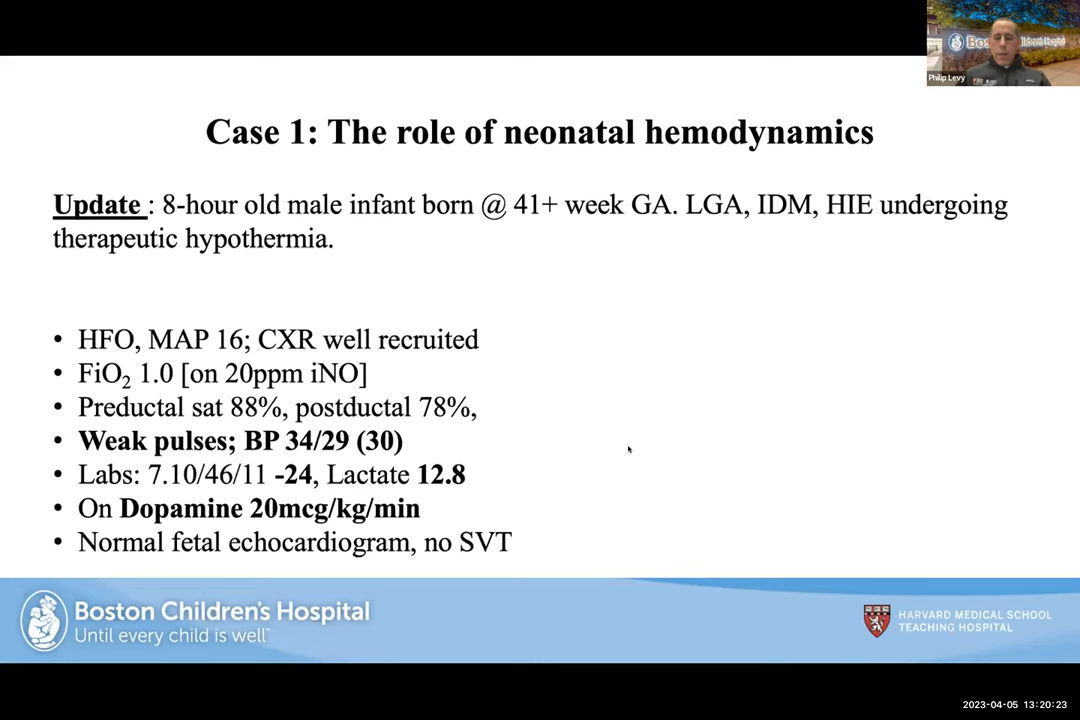 Boston Children's Hospital
Philip Levy
Case 1: The role of neonatal hemodynamics
Update : 8-hour old male infant born @ 41+ week GA. LGA, IDM, HIE undergoing
therapeutic hypothermia.
• HFO, MAP 16; CXR well recruited
• FiO₂ 1.0 [on 20ppm iNO]
• Preductal sat 88%, postductal 78%,
• Weak pulses; BP 34/29 (30)
• Labs: 7.10/46/11 -24, Lactate 12.8
• On Dopamine 20mcg/kg/min
• Normal fetal echocardiogram, no SVT
Boston Children's Hospital
Until every child is well™
HARVARD MEDICAL SCHOOL
TEACHING HOSPITAL
2023-04-05 13:20:23